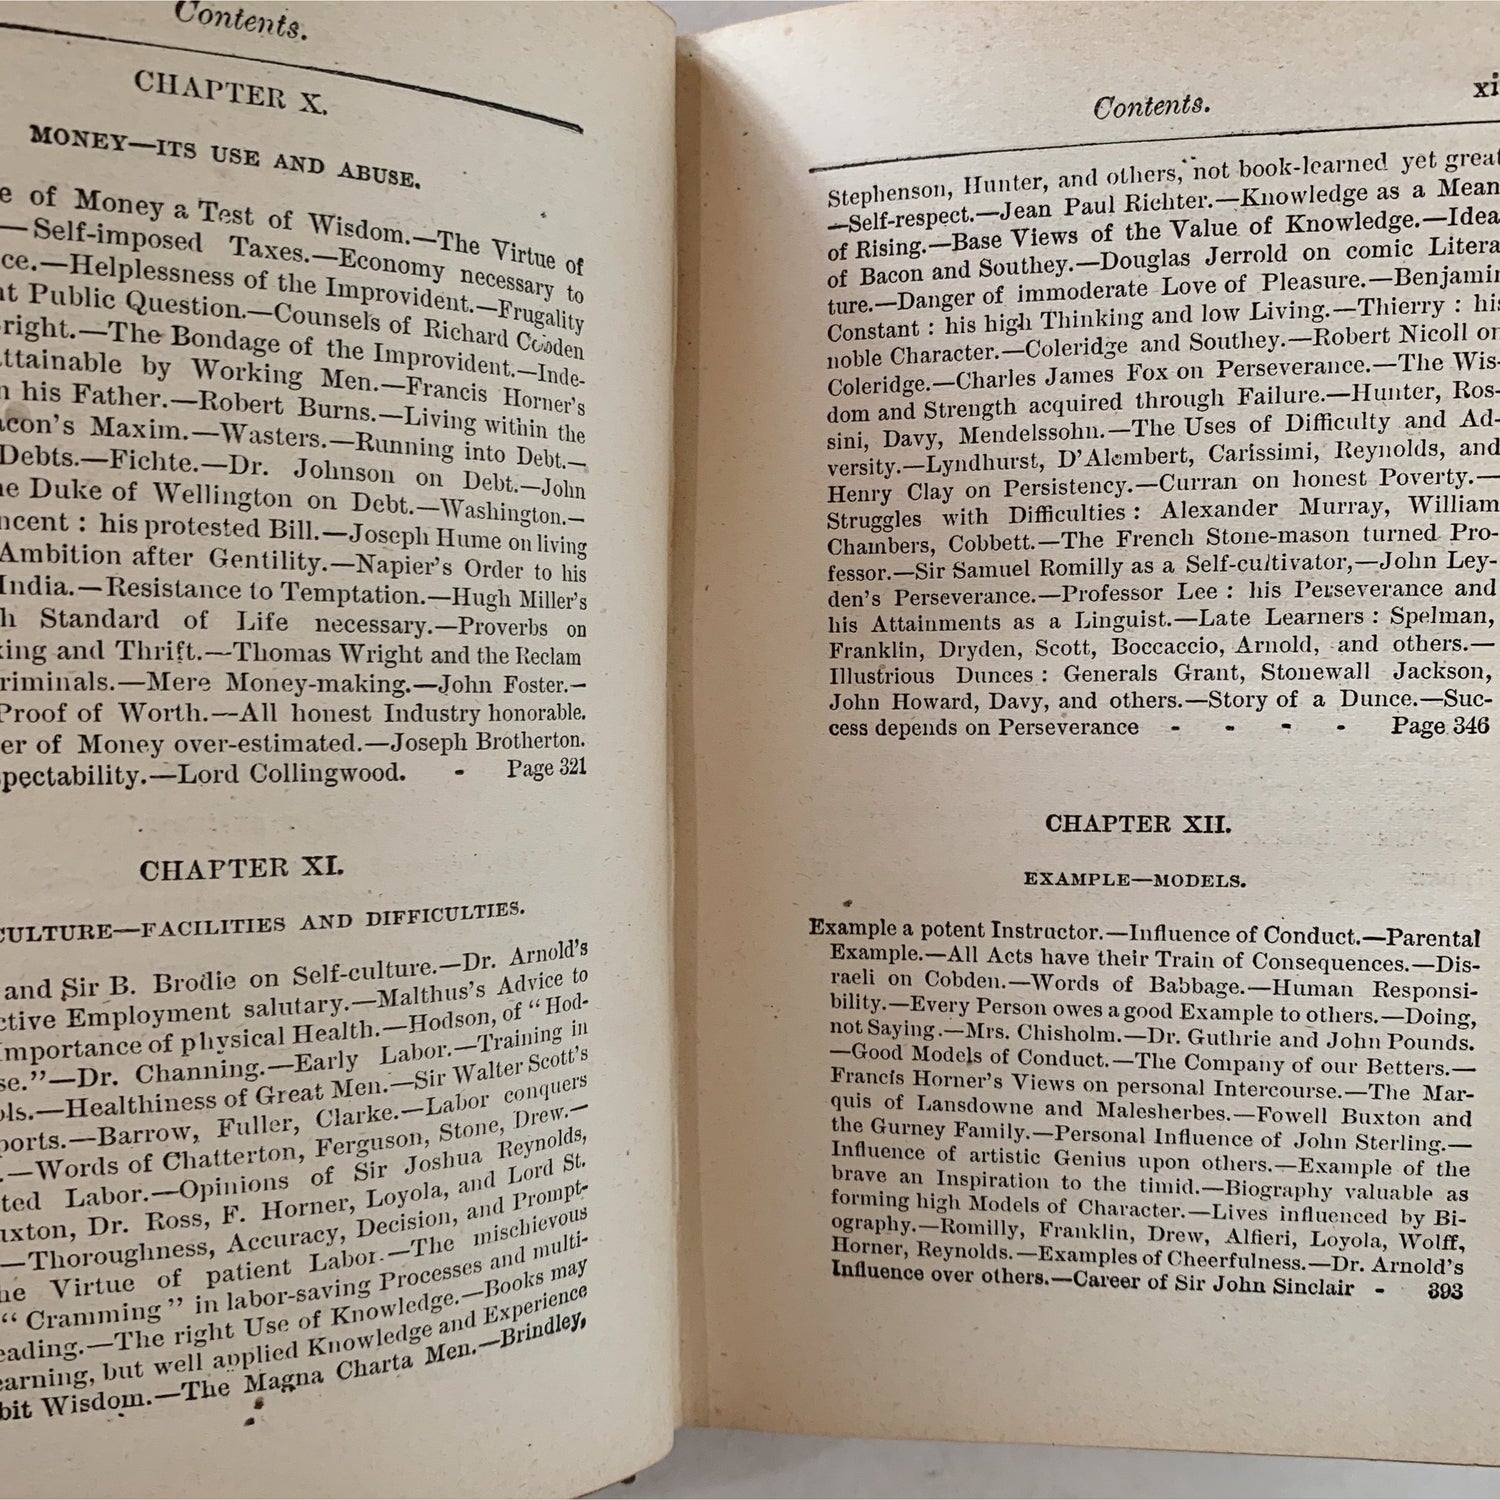 Contents.
CHAPTER X.
MONEY—ITS USE AND ABUSE.
of Money a Test of Wisdom.—The Virtue of
—Self-imposed Taxes.—Economy necessary to
—Helplessness of the Improvident.—Frugality
Public Question.—Counsels of Richard Cobden
—The Bondage of the Improvident.—Inde-
by Working Men.—Francis Horner's
his Father.—Robert Burns.—Living within the
Maxim.—Wasters.—Running into Debt.—
Debts.—Fichte.—Dr. Johnson on Debt.—John
Duke of Wellington on Debt.—Washington.—
: his protested Bill.—Joseph Hume on living
Ambition after Gentility.—Napier's Order to his
India.—Resistance to Temptation.—Hugh Miller's
Standard of Life necessary.—Proverbs on
and Thrift.—Thomas Wright and the Reclam
—Mere Money-making.—John Foster.—
Proof of Worth.—All honest Industry honorable.
of Money over-estimated.—Joseph Brotherton.
—Lord Collingwood. - Page 321
CHAPTER XI.
CULTURE—FACILITIES AND DIFFICULTIES.
and Sir B. Brodie on Self-culture.—Dr. Arnold's
Employment salutary.—Malthus's Advice to
Importance of physical Health.—Hodson, of "Hod-
—Dr. Channing.—Early Labor.—Training in
—Healthiness of Great Men.—Sir Walter Scott's
—Barrow, Fuller, Clarke.—Labor conquers
—Words of Chatterton, Ferguson, Stone, Drew.—
Labor.—Opinions of Sir Joshua Reynolds,
Dr. Ross, F. Horner, Loyola, and Lord St.
—Thoroughness, Accuracy, Decision, and Prompt-
Virtue of patient Labor.—The mischievous
"Cramming" in labor-saving Processes and multi-
—The right Use of Knowledge.—Books may
but well applied Knowledge and Experience
Wisdom.—The Magna Charta Men.—Brindley,
Contents. xi
Stephenson, Hunter, and others, not book-learned yet great
—Self-respect.—Jean Paul Richter.—Knowledge as a Mean
of Rising.—Base Views of the Value of Knowledge.—Idea
of Bacon and Southey.—Douglas Jerrold on comic Litera
ture.—Danger of immoderate Love of Pleasure.—Benjamin
Constant : his high Thinking and low Living.—Thierry : his
noble Character.—Coleridge and Southey.—Robert Nicoll on
Coleridge.—Charles James Fox on Perseverance.—The Wis-
dom and Strength acquired through Failure.—Hunter, Ros-
sini, Davy, Mendelssohn.—The Uses of Difficulty and Ad-
versity.—Lyndhurst, D'Alembert, Carissimi, Reynolds, and
Henry Clay on Persistency.—Curran on honest Poverty.—
Struggles with Difficulties : Alexander Murray, William
Chambers, Cobbett.—The French Stone-mason turned Pro-
fessor.—Sir Samuel Romilly as a Self-cultivator,—John Ley-
den's Perseverance.—Professor Lee : his Perseverance and
his Attainments as a Linguist.—Late Learners : Spelman,
Franklin, Dryden, Scott, Boccaccio, Arnold, and others.—
Illustrious Dunces : Generals Grant, Stonewall Jackson,
John Howard, Davy, and others.—Story of a Dunce.—Suc-
cess depends on Perseverance - - - - Page 346
CHAPTER XII.
EXAMPLE—MODELS.
Example a potent Instructor.—Influence of Conduct.—Parental
Example.—All Acts have their Train of Consequences.—Dis-
raeli on Cobden.—Words of Babbage.—Human Responsi-
bility.—Every Person owes a good Example to others.—Doing,
not Saying.—Mrs. Chisholm.—Dr. Guthrie and John Pounds.
—Good Models of Conduct.—The Company of our Betters.—
Francis Horner's Views on personal Intercourse.—The Mar-
quis of Lansdowne and Malesherbes.—Fowell Buxton and
the Gurney Family.—Personal Influence of John Sterling.—
Influence of artistic Genius upon others.—Example of the
brave an Inspiration to the timid.—Biography valuable as
forming high Models of Character.—Lives influenced by Bi-
ography.—Romilly, Franklin, Drew, Alfieri, Loyola, Wolff,
Horner, Reynolds.—Examples of Cheerfulness.—Dr. Arnold's
Influence over others.—Career of Sir John Sinclair - 393